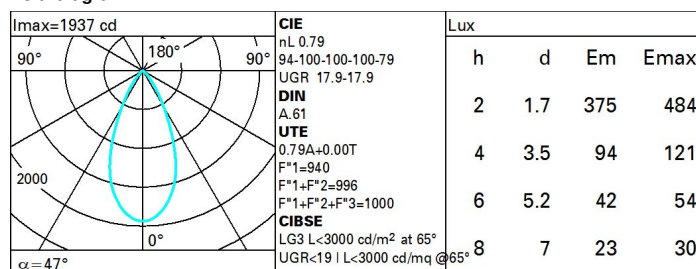 Imax=1937 cd
90°
180°
90°
2000
0°
α=47°
CIE
nL 0.79
94-100-100-100-79
UGR 17.9-17.9
DIN
A.61
UTE
0.79A+0.00T
F"1=940
F"1+F"2=996
F"1+F"2+F"3=1000
CIBSE
LG3 L<3000 cd/m² at 65°
UGR<19 | L<3000 cd/mq @65°
Lux
h d Em Emax
2 1.7 375 484
4 3.5 94 121
6 5.2 42 54
8 7 23 30